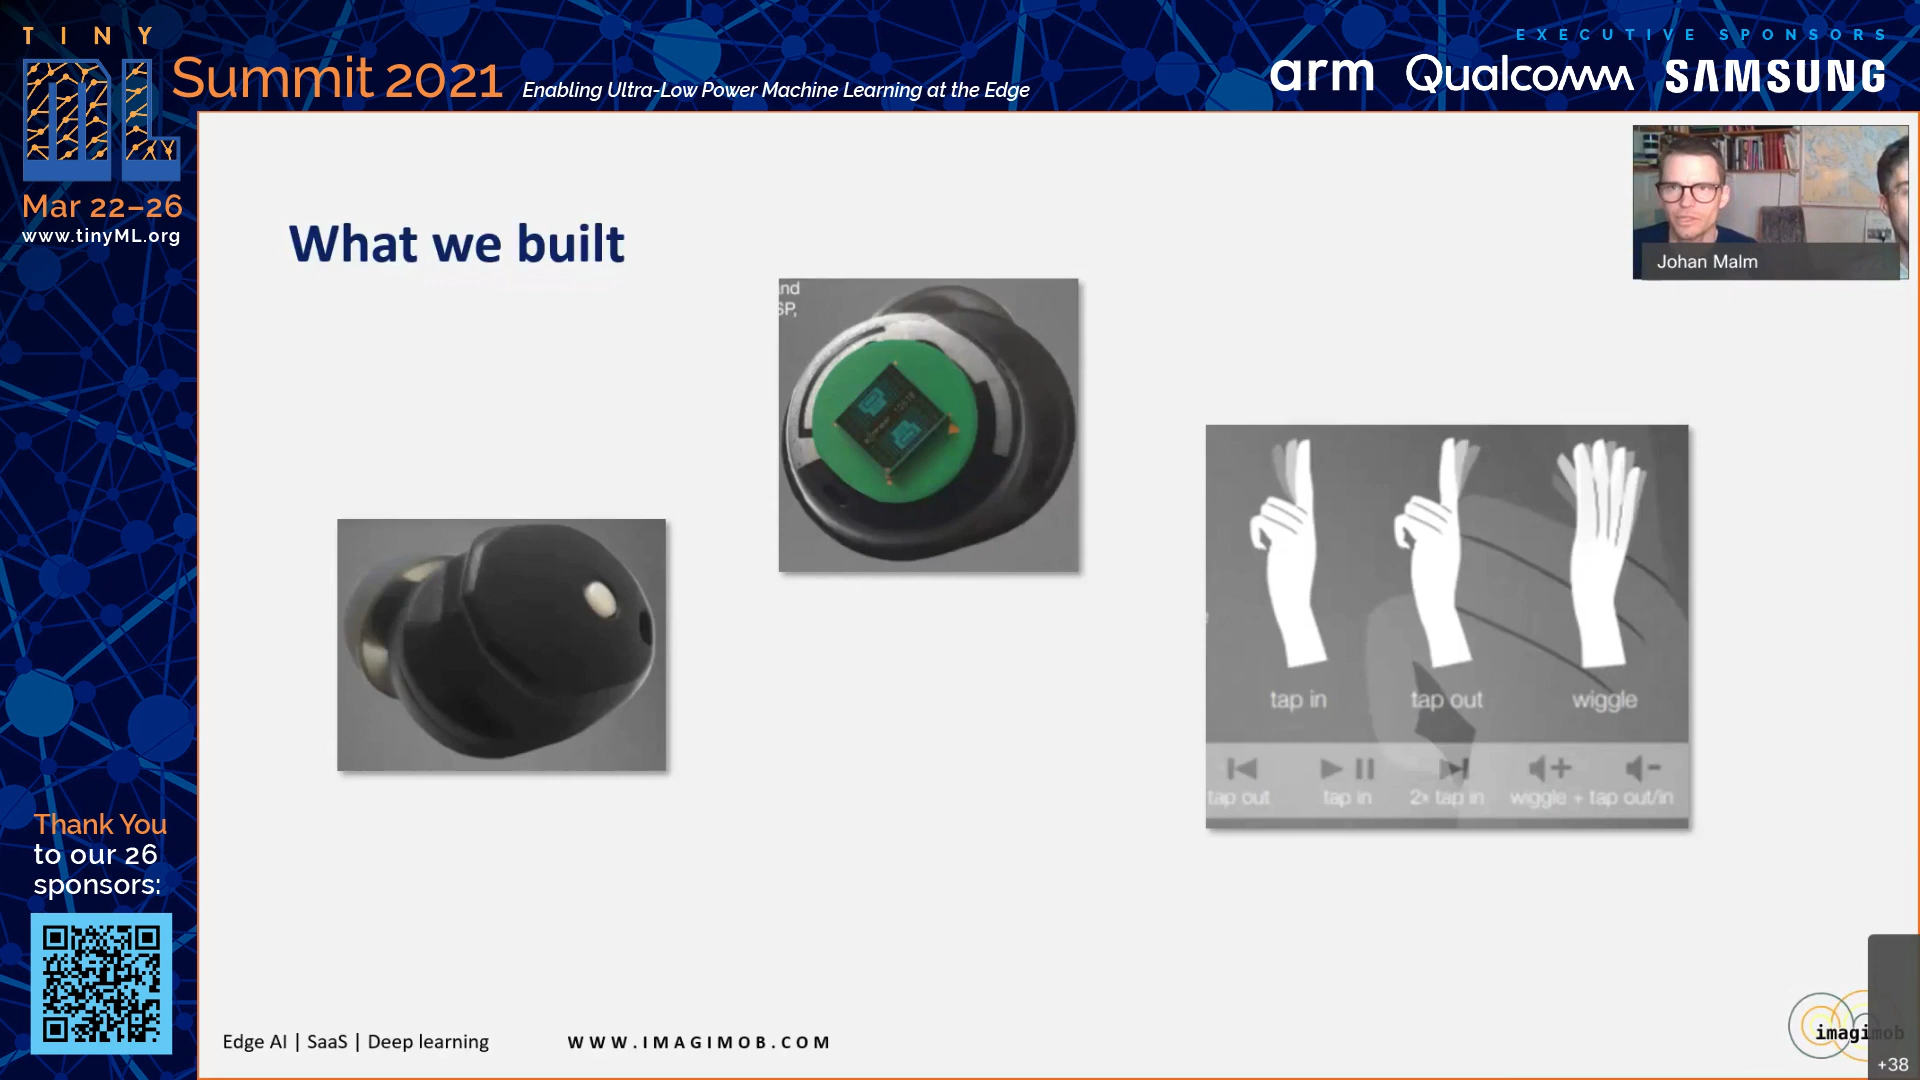 TINY
ML
Summit 2021
Enabling Ultra-Low Power Machine Learning at the Edge
EXECUTIVE SPONSORS
arm Qualcomm SAMSUNG
Mar 22–26
www.tinyML.org
Johan Malm
What we built
and
SP,
tap in tap out wiggle
tap out tap in 2x tap in wiggle + tap out/in
Thank You
to our 26
sponsors:
Edge AI | SaaS | Deep learning WWW.IMAGIMOB.COM
imagimob
+38